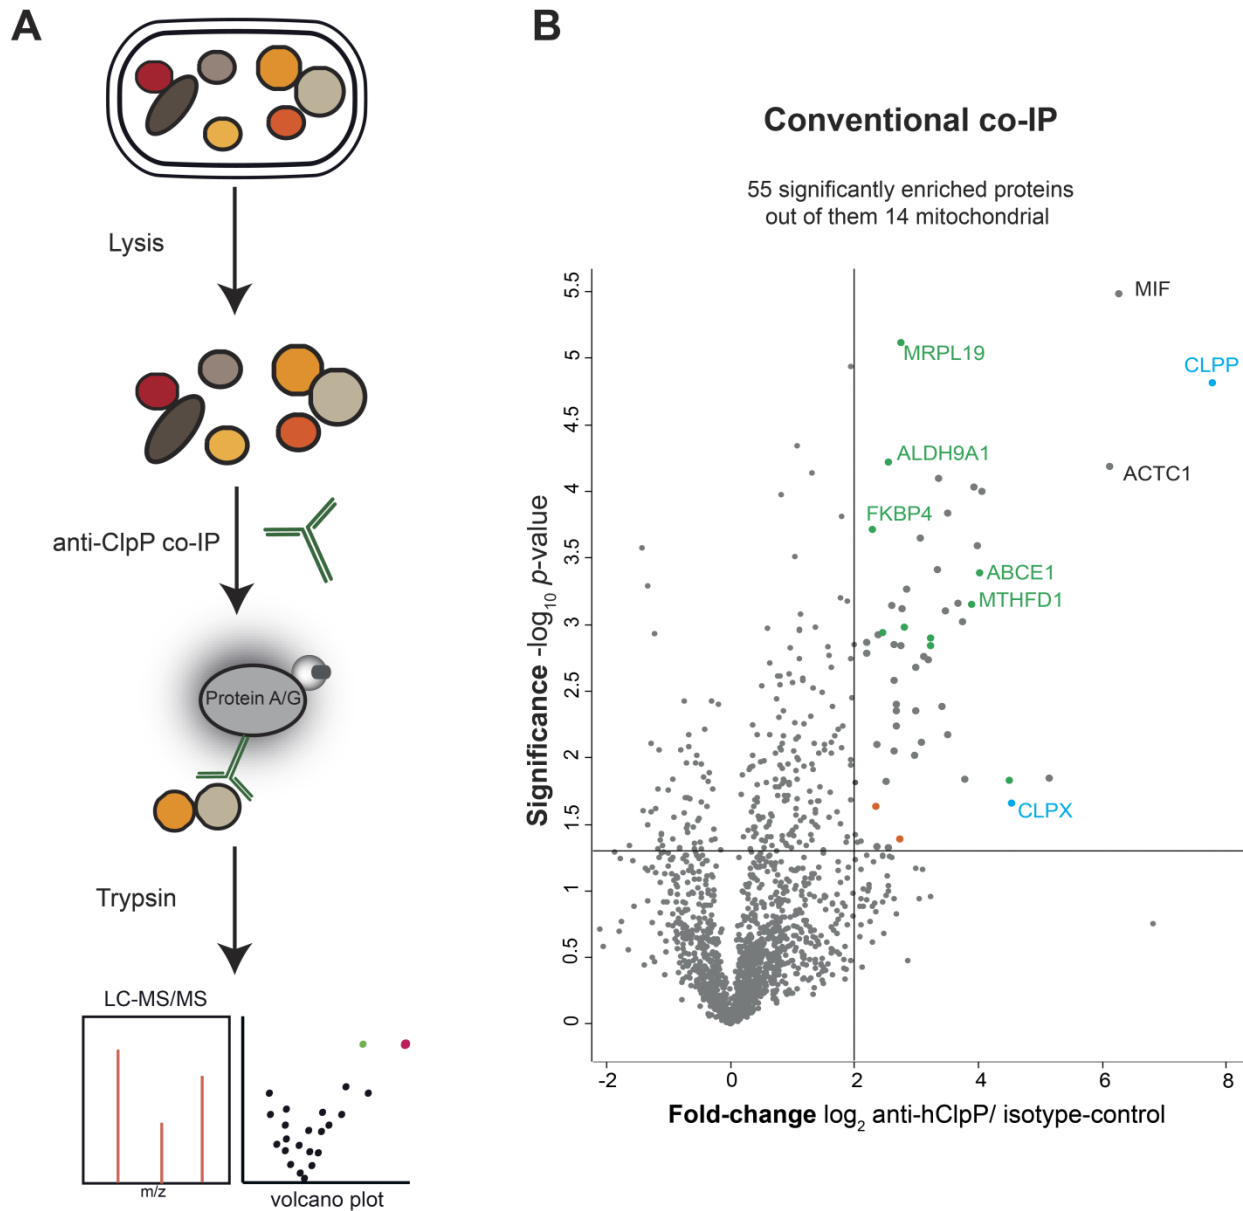 A
Lysis
anti-ClpP co-IP
Protein A/G
Trypsin
LC-MS/MS
m/z
volcano plot
B
Conventional co-IP
55 significantly enriched proteins
out of them 14 mitochondrial
Significance -log10 p-value
5.5
5
4.5
4
3.5
3
2.5
2
1.5
1
0.5
0
MIF
MRPL19
CLPP
ALDH9A1
ACTC1
FKBP4
ABCE1
MTHFD1
CLPX
-2 0 2 4 6 8
Fold-change log2 anti-hClpP/ isotype-control